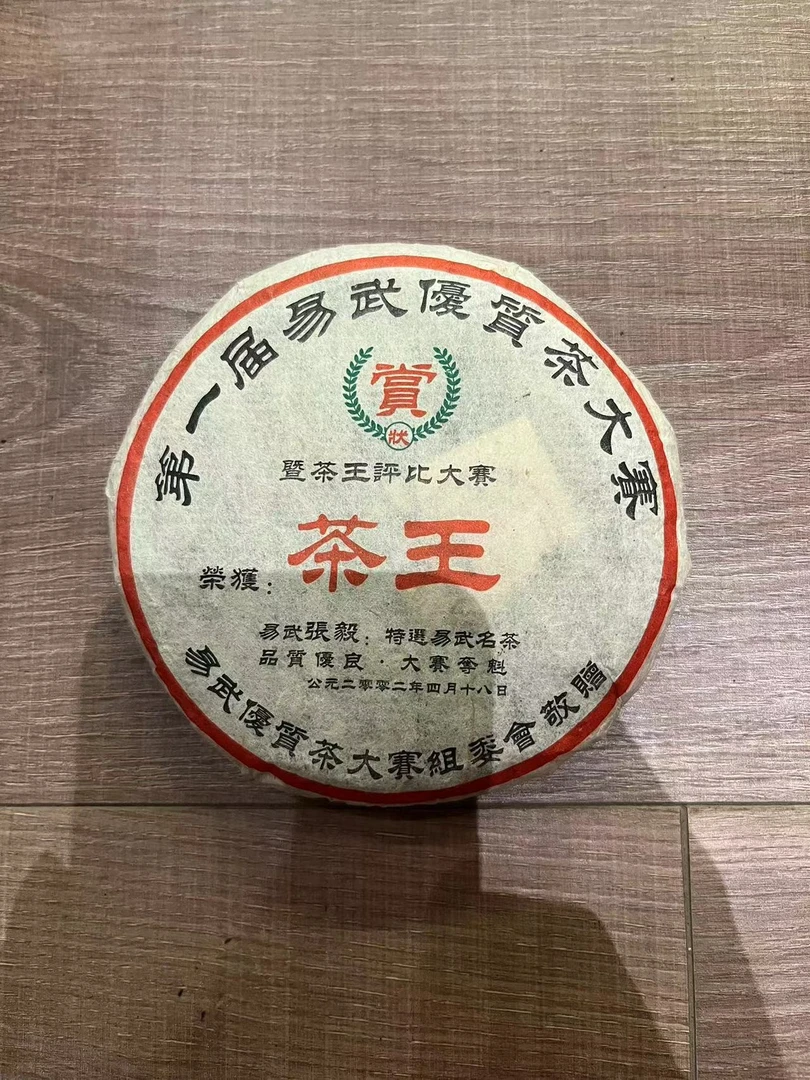 第一届易武優質茶大賽
賞
狀
暨茶王評比大賽
榮獲：茶王
易武張毅：特選易武名茶
品質優良·大賽奪魁
公元二零零二年四月十八日
易武優質茶大賽組委會敬贈